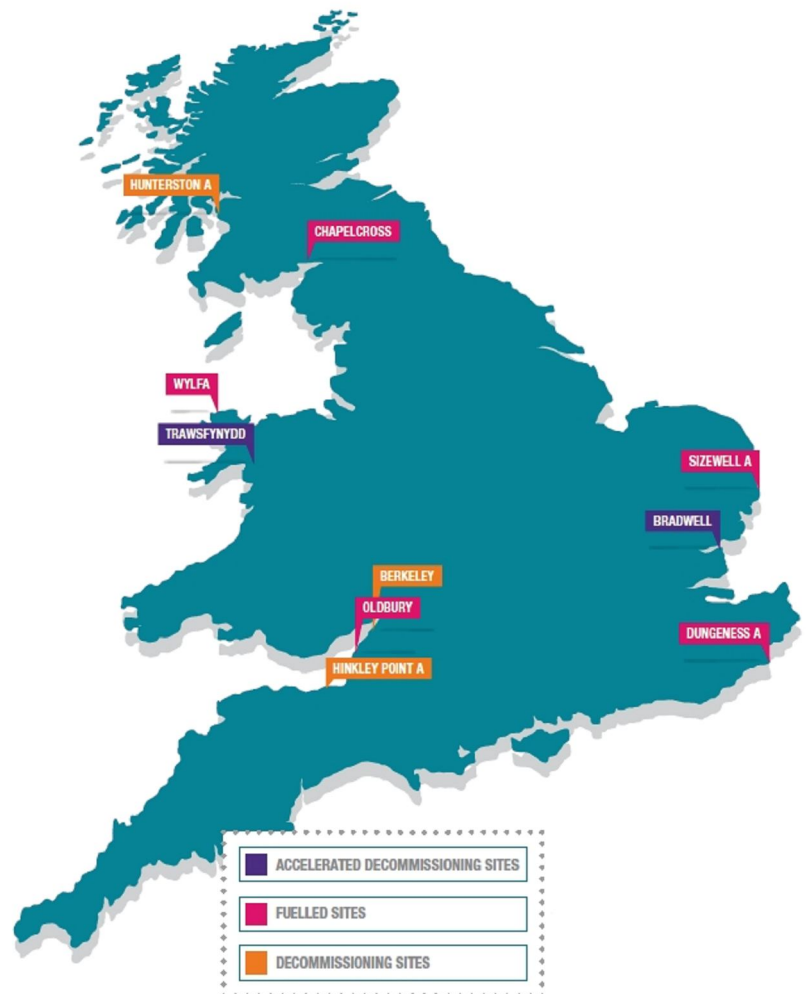 HUNTERSTON A
CHAPELCROSS
WYLFA
TRAWSFYNYDD
SIZEWELL A
BRADWELL
BERKELEY
OLDBURY
DUNGENESS A
HINKLEY POINT A
ACCELERATED DECOMMISSIONING SITES
FUELLED SITES
DECOMMISSIONING SITES